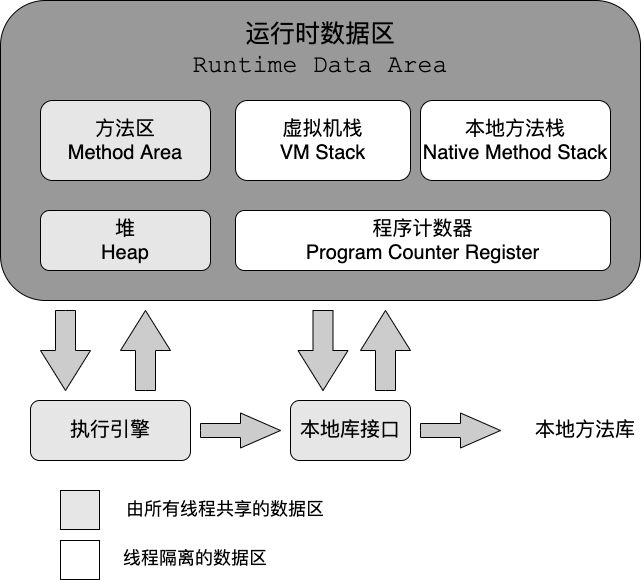 运行时数据区
Runtime Data Area
方法区
Method Area
虚拟机栈
VM Stack
本地方法栈
Native Method Stack
堆
Heap
程序计数器
Program Counter Register
执行引擎
本地库接口
本地方法库
由所有线程共享的数据区
线程隔离的数据区